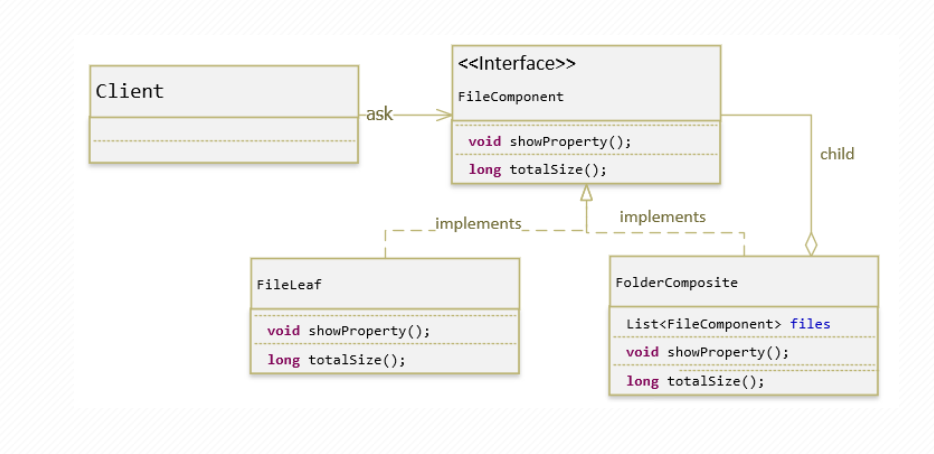 Client
ask
<<Interface>>
FileComponent
void showProperty();
long totalSize();
child
implements
implements
FileLeaf
void showProperty();
long totalSize();
FolderComposite
List<FileComponent> files
void showProperty();
long totalSize();